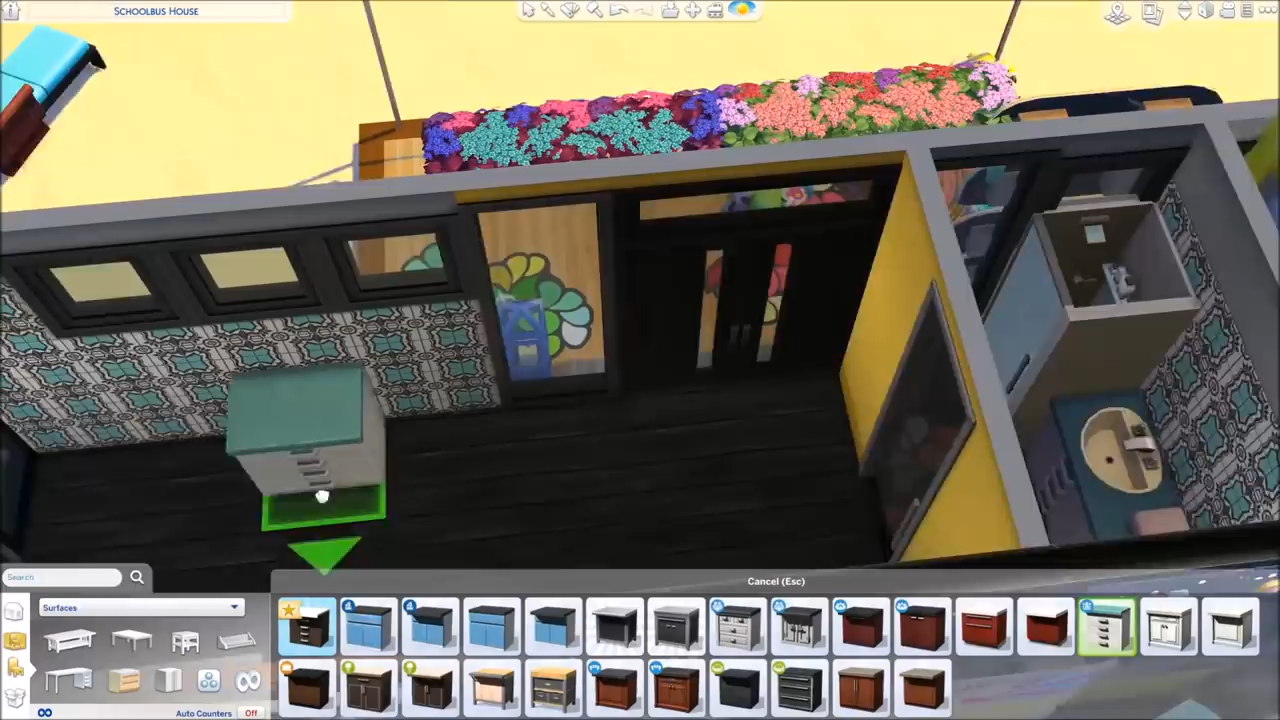 Schoolbus House
Cancel (Esc)
Search
Surfaces
Auto Counters
Off